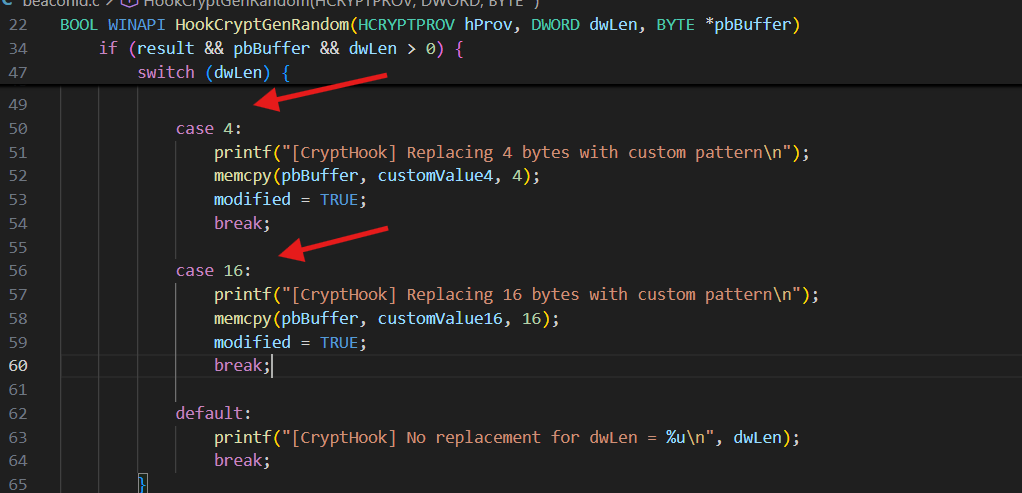 beaconid.c > HookCryptGenRandom(HCRYPTPROV, DWORD, BYTE *)
22 BOOL WINAPI HookCryptGenRandom(HCRYPTPROV hProv, DWORD dwLen, BYTE *pbBuffer)
34 if (result && pbBuffer && dwLen > 0) {
47 switch (dwLen) {
49
50 case 4:
51 printf("[CryptHook] Replacing 4 bytes with custom pattern\n");
52 memcpy(pbBuffer, customValue4, 4);
53 modified = TRUE;
54 break;
55
56 case 16:
57 printf("[CryptHook] Replacing 16 bytes with custom pattern\n");
58 memcpy(pbBuffer, customValue16, 16);
59 modified = TRUE;
60 break;
61
62 default:
63 printf("[CryptHook] No replacement for dwLen = %u\n", dwLen);
64 break;
65 }